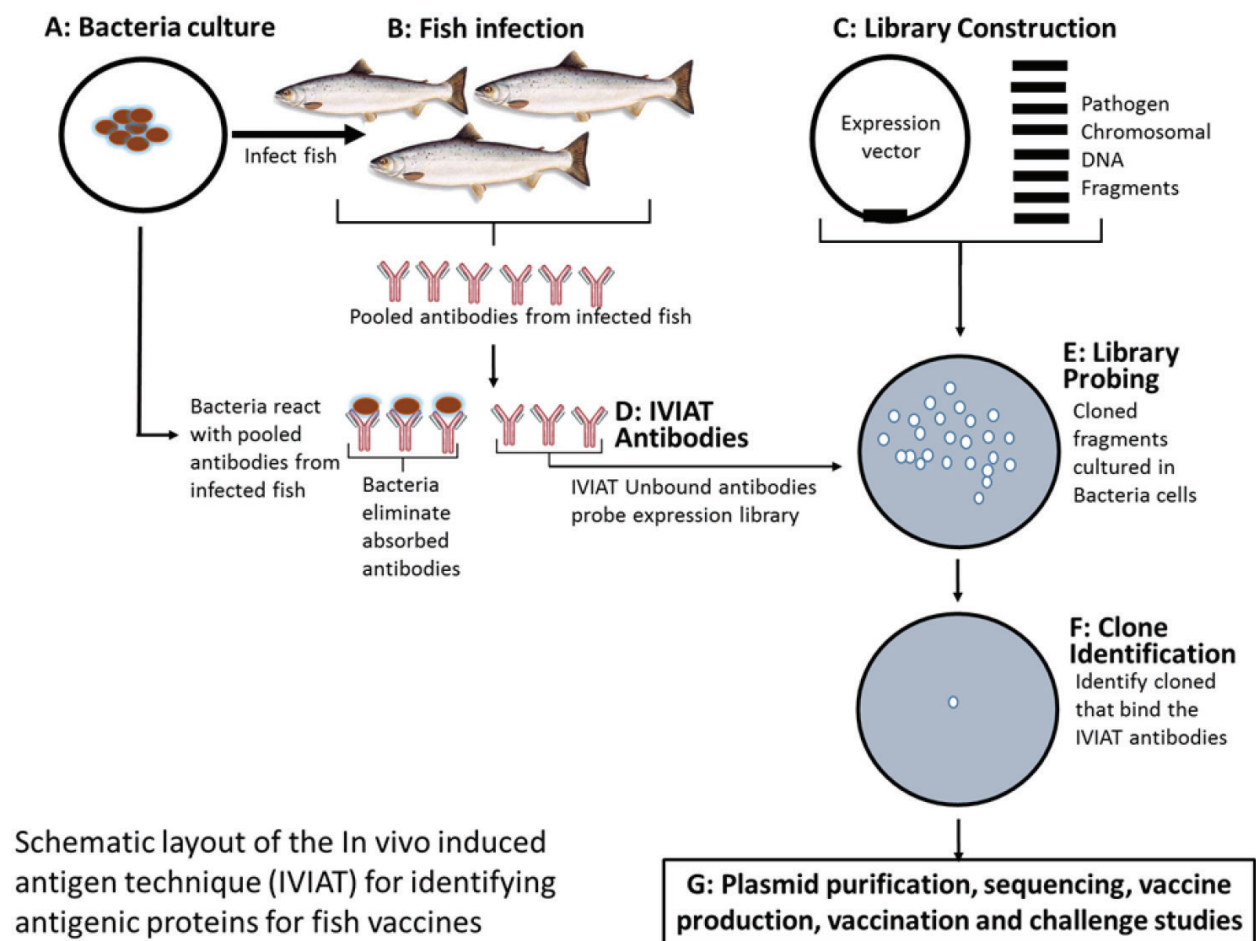 A: Bacteria culture
B: Fish infection
C: Library Construction
Infect fish
Expression
vector
Pathogen
Chromosomal
DNA
Fragments
Pooled antibodies from infected fish
Bacteria react
with pooled
antibodies from
infected fish
Bacteria
eliminate
absorbed
antibodies
D: IVIAT
Antibodies
IVIAT Unbound antibodies
probe expression library
E: Library
Probing
Cloned
fragments
cultured in
Bacteria cells
F: Clone
Identification
Identify cloned
that bind the
IVIAT antibodies
Schematic layout of the In vivo induced
antigen technique (IVIAT) for identifying
antigenic proteins for fish vaccines
G: Plasmid purification, sequencing, vaccine
production, vaccination and challenge studies